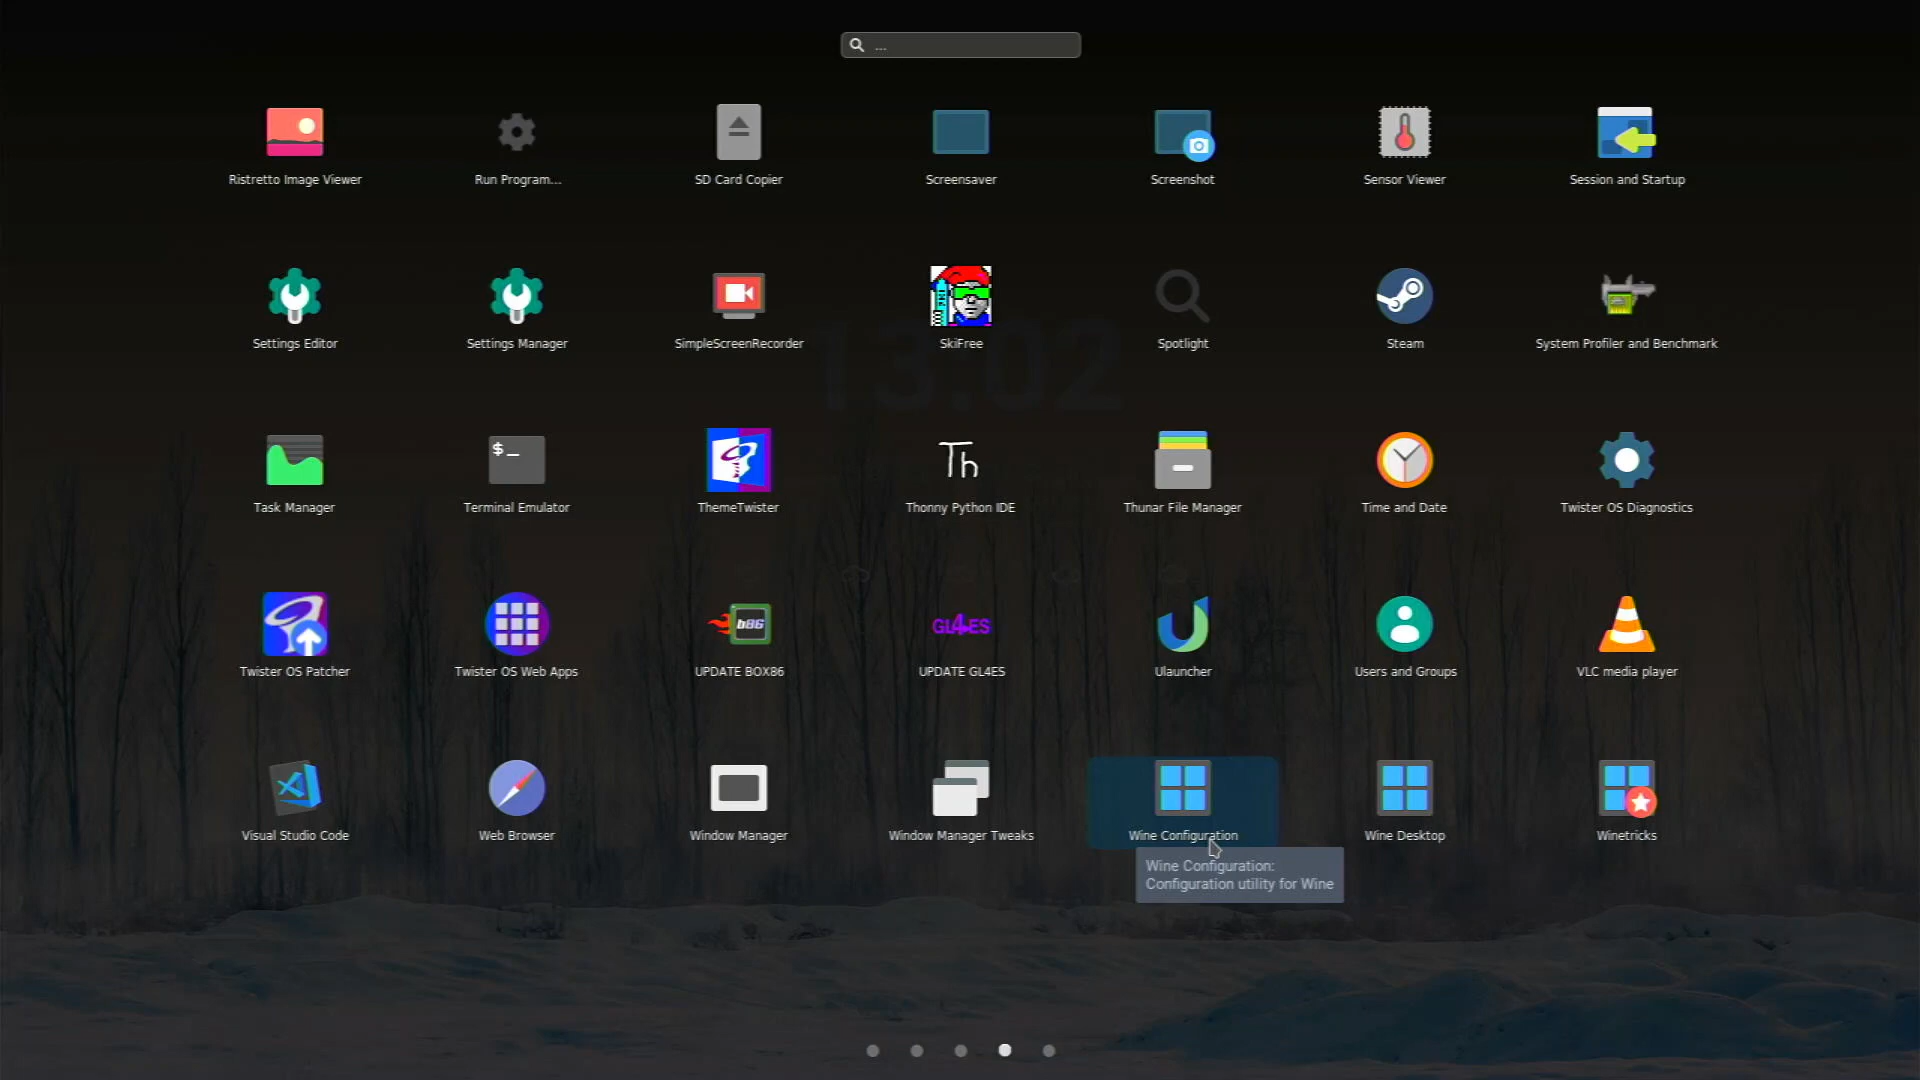 ...
Ristretto Image Viewer
Run Program...
SD Card Copier
Screensaver
Screenshot
Sensor Viewer
Session and Startup
Settings Editor
Settings Manager
SimpleScreenRecorder
SkiFree
Spotlight
Steam
System Profiler and Benchmark
13:02
$_
Th
Task Manager
Terminal Emulator
ThemeTwister
Thonny Python IDE
Thunar File Manager
Time and Date
Twister OS Diagnostics
b86
GL4ES
Twister OS Patcher
Twister OS Web Apps
UPDATE BOX86
UPDATE GL4ES
Ulauncher
Users and Groups
VLC media player
Visual Studio Code
Web Browser
Window Manager
Window Manager Tweaks
Wine Configuration
Wine Desktop
Winetricks
Wine Configuration:
Configuration utility for Wine